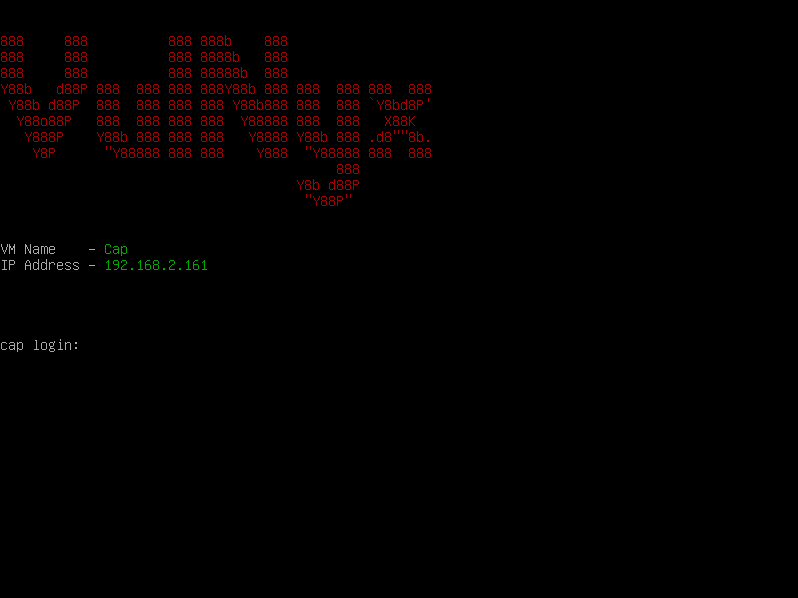 888     888          888 888b    888
888     888          888 8888b   888
888     888          888 88888b  888
Y88b   d88P 888  888 888 888Y88b 888 888  888 888  888
 Y88b d88P  888  888 888 888 Y88b888 888  888 `Y8bd8P'
  Y88o88P   888  888 888 888  Y88888 888  888   X88K
   Y888P    Y88b 888 888 888   Y8888 Y88b 888 .d8""8b.
    Y8P      "Y88888 888 888    Y888  "Y88888 888  888
                                          888
                                     Y8b d88P
                                      "Y88P"
VM Name    - Cap
IP Address - 192.168.2.161
cap login: